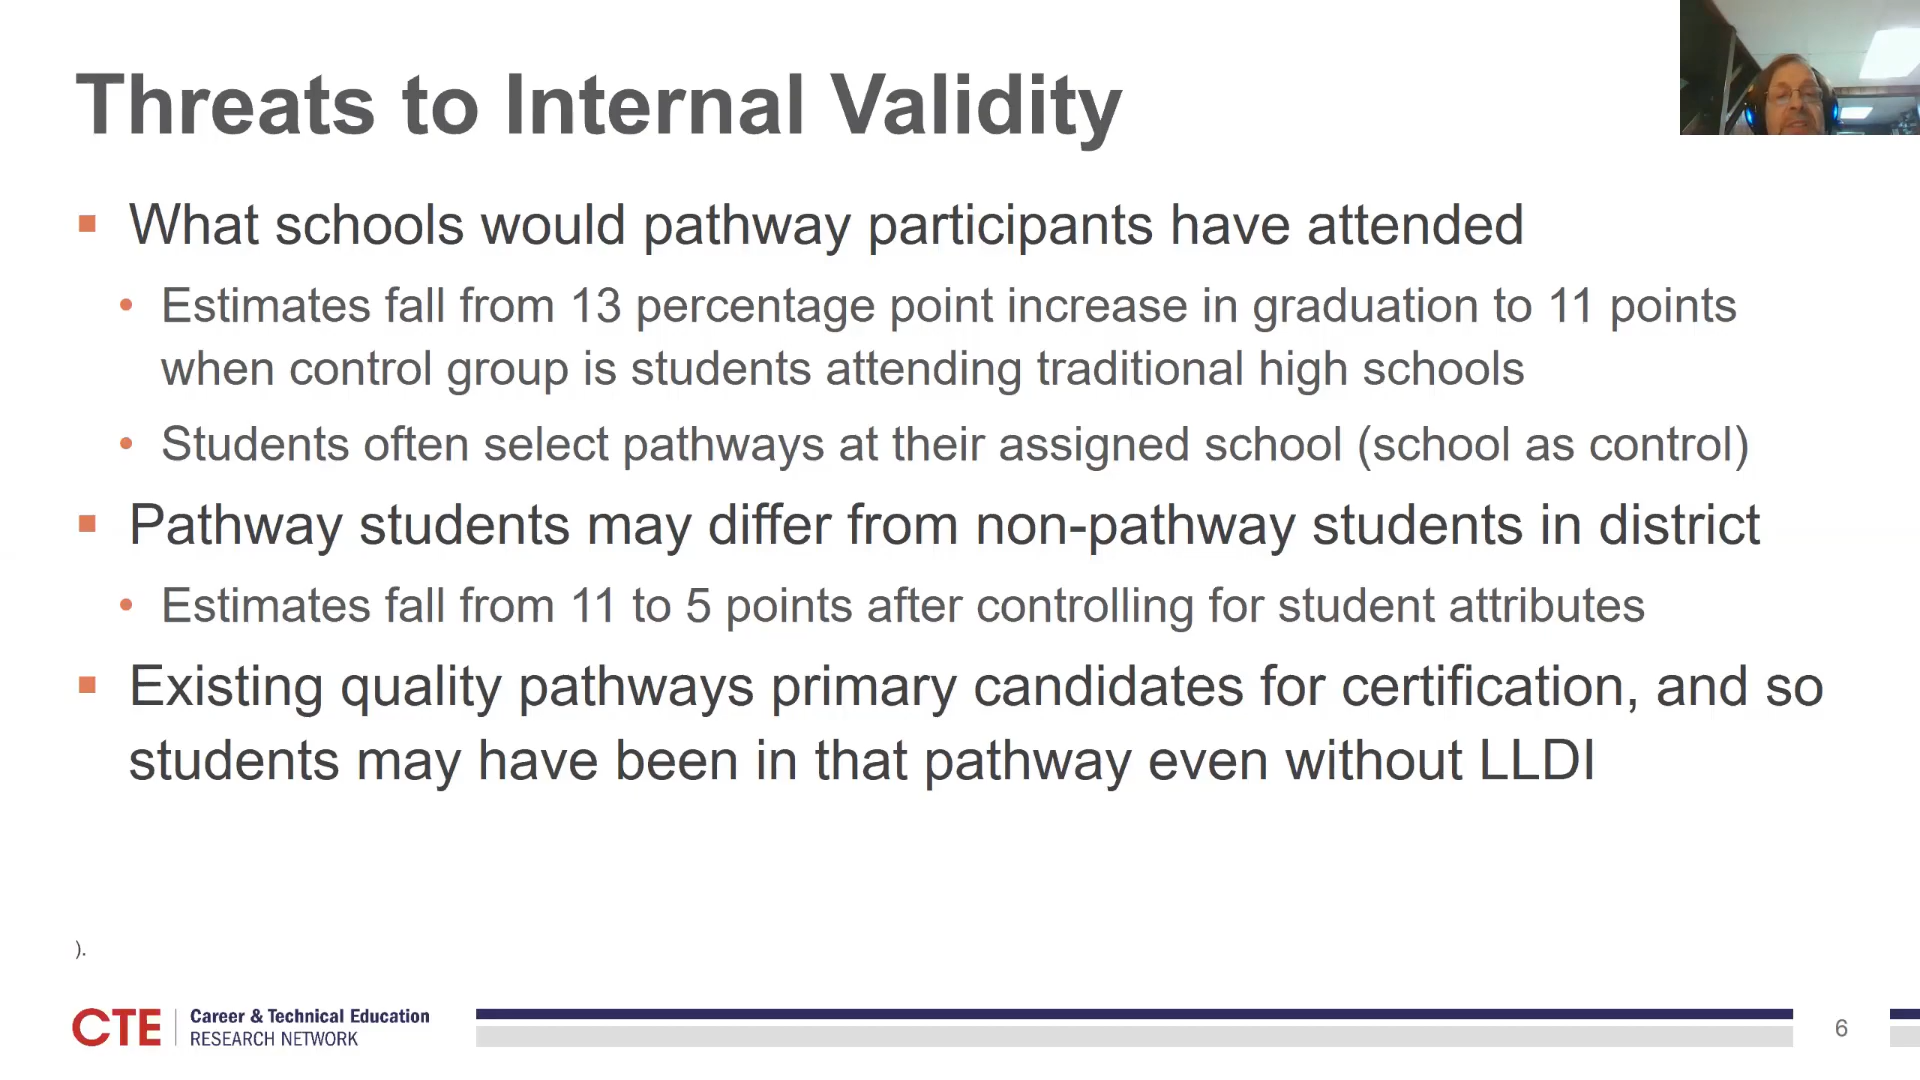 Threats to Internal Validity
▪ What schools would pathway participants have attended
• Estimates fall from 13 percentage point increase in graduation to 11 points
when control group is students attending traditional high schools
• Students often select pathways at their assigned school (school as control)
▪ Pathway students may differ from non-pathway students in district
• Estimates fall from 11 to 5 points after controlling for student attributes
▪ Existing quality pathways primary candidates for certification, and so
students may have been in that pathway even without LLDI
).
CTE Career & Technical Education
RESEARCH NETWORK
6